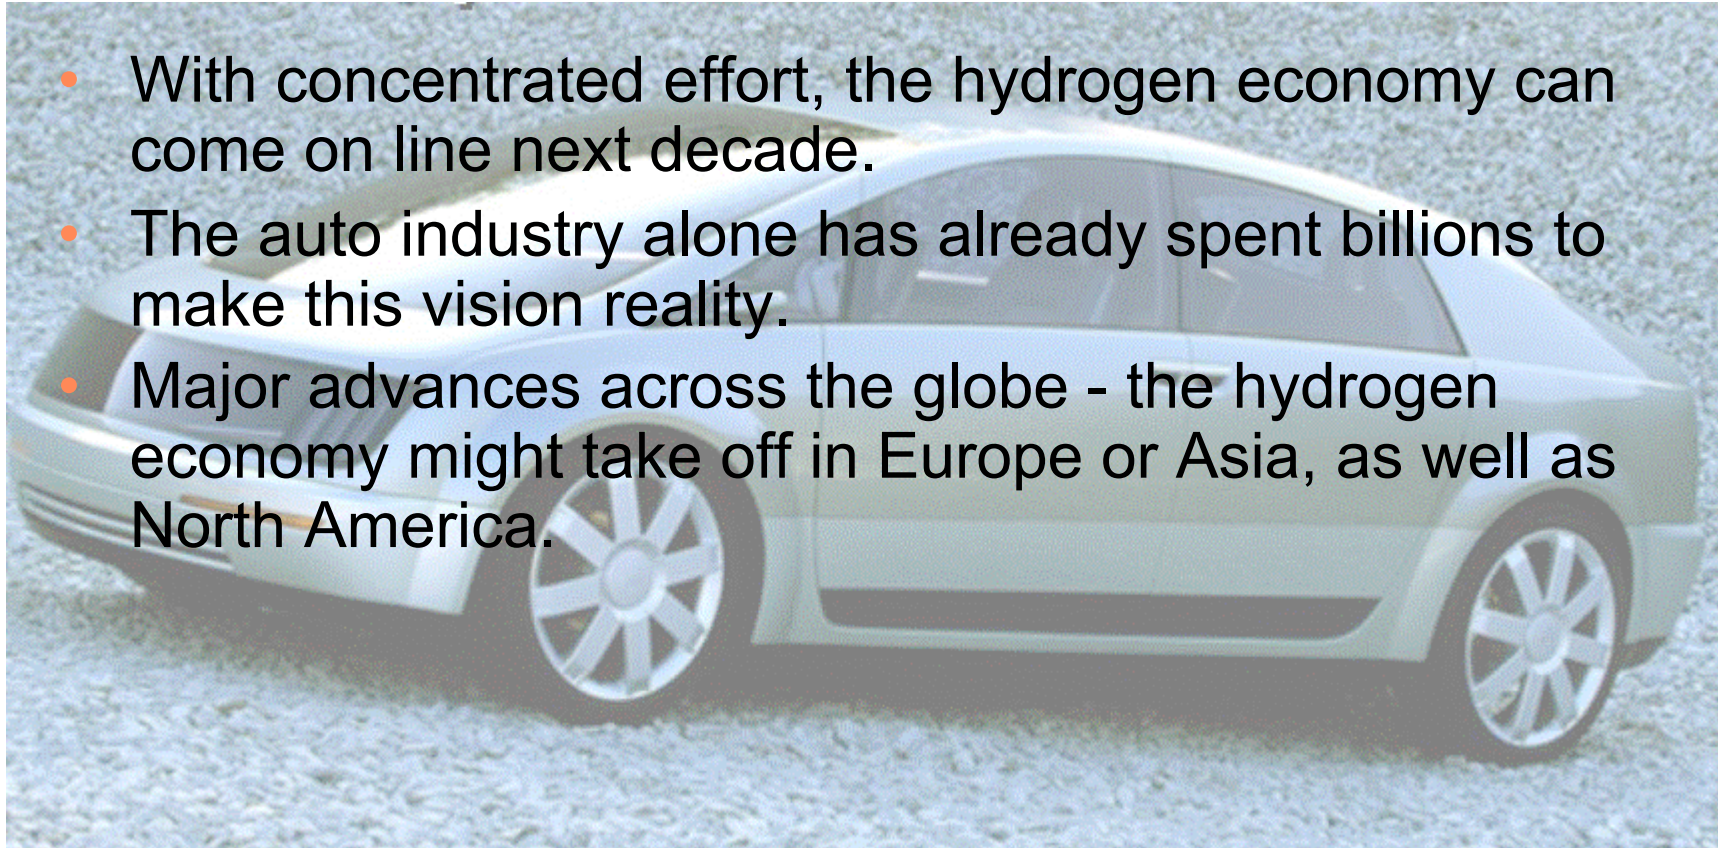 • With concentrated effort, the hydrogen economy can
come on line next decade.
• The auto industry alone has already spent billions to
make this vision reality.
• Major advances across the globe - the hydrogen
economy might take off in Europe or Asia, as well as
North America.